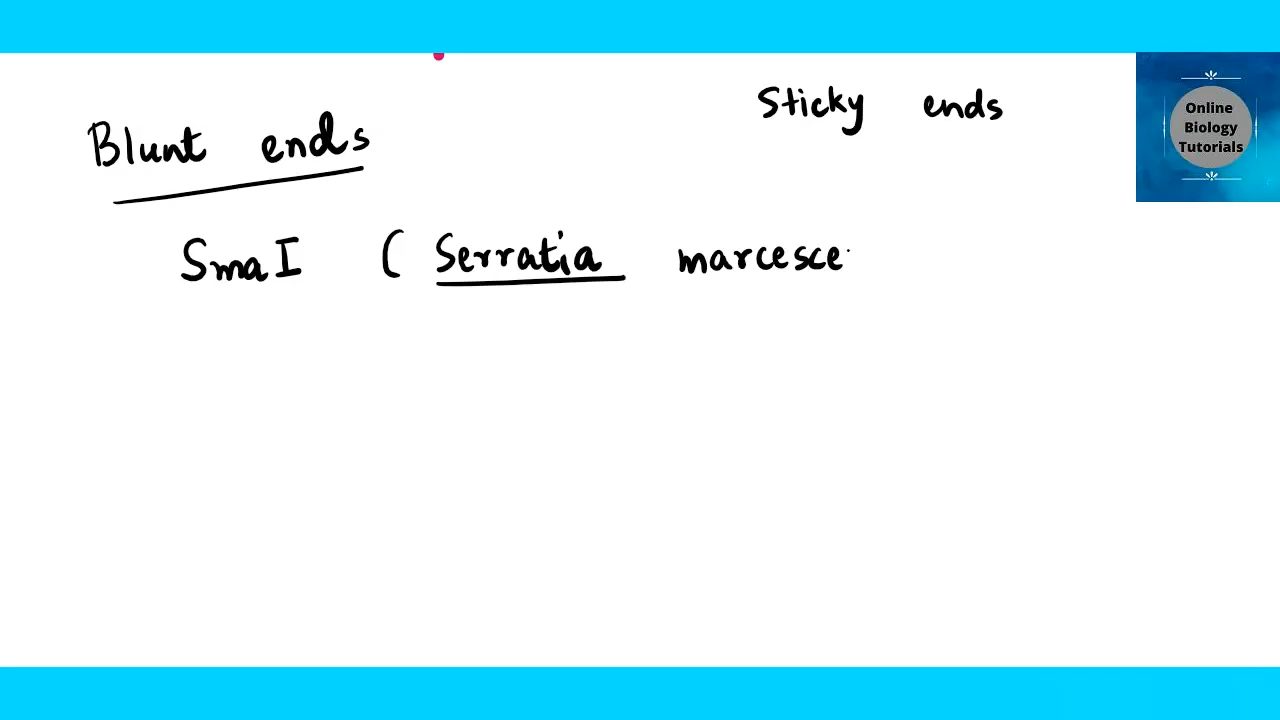 Sticky ends
Online
Biology
Tutorials
Blunt ends
SmaI ( Serratia marcesce